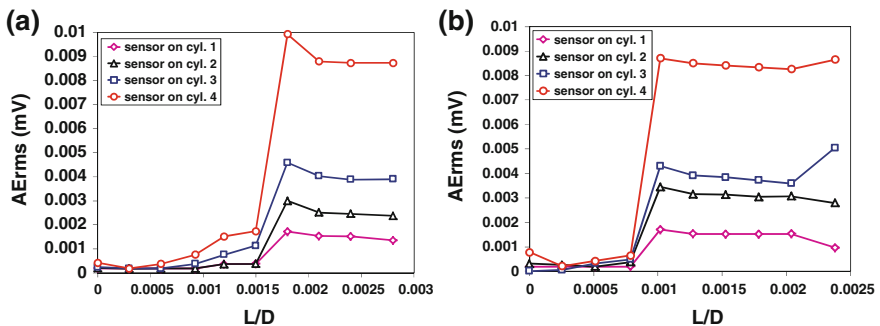 (a)
AErms (mV)
0.01
0.009
0.008
0.007
0.006
0.005
0.004
0.003
0.002
0.001
0
sensor on cyl. 1
sensor on cyl. 2
sensor on cyl. 3
sensor on cyl. 4
0 0.0005 0.001 0.0015 0.002 0.0025 0.003
L/D
(b)
AErms (mV)
0.01
0.009
0.008
0.007
0.006
0.005
0.004
0.003
0.002
0.001
0
sensor on cyl. 1
sensor on cyl. 2
sensor on cyl. 3
sensor on cyl. 4
0 0.0005 0.001 0.0015 0.002 0.0025
L/D